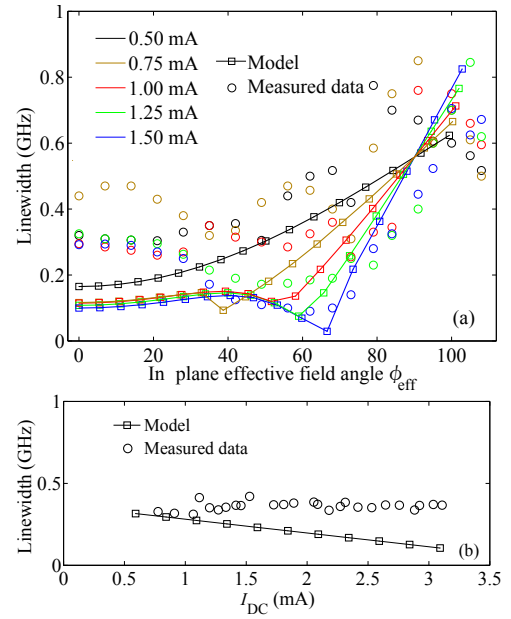 1
0.8
0.6
0.4
0.2
0
Linewidth (GHz)
0.50 mA
0.75 mA
1.00 mA
1.25 mA
1.50 mA
Model
Measured data
(a)
0 20 40 60 80 100
In plane effective field angle ϕeff
1
0.5
0
Linewidth (GHz)
Model
Measured data
(b)
0 0.5 1 1.5 2 2.5 3 3.5
IDC (mA)